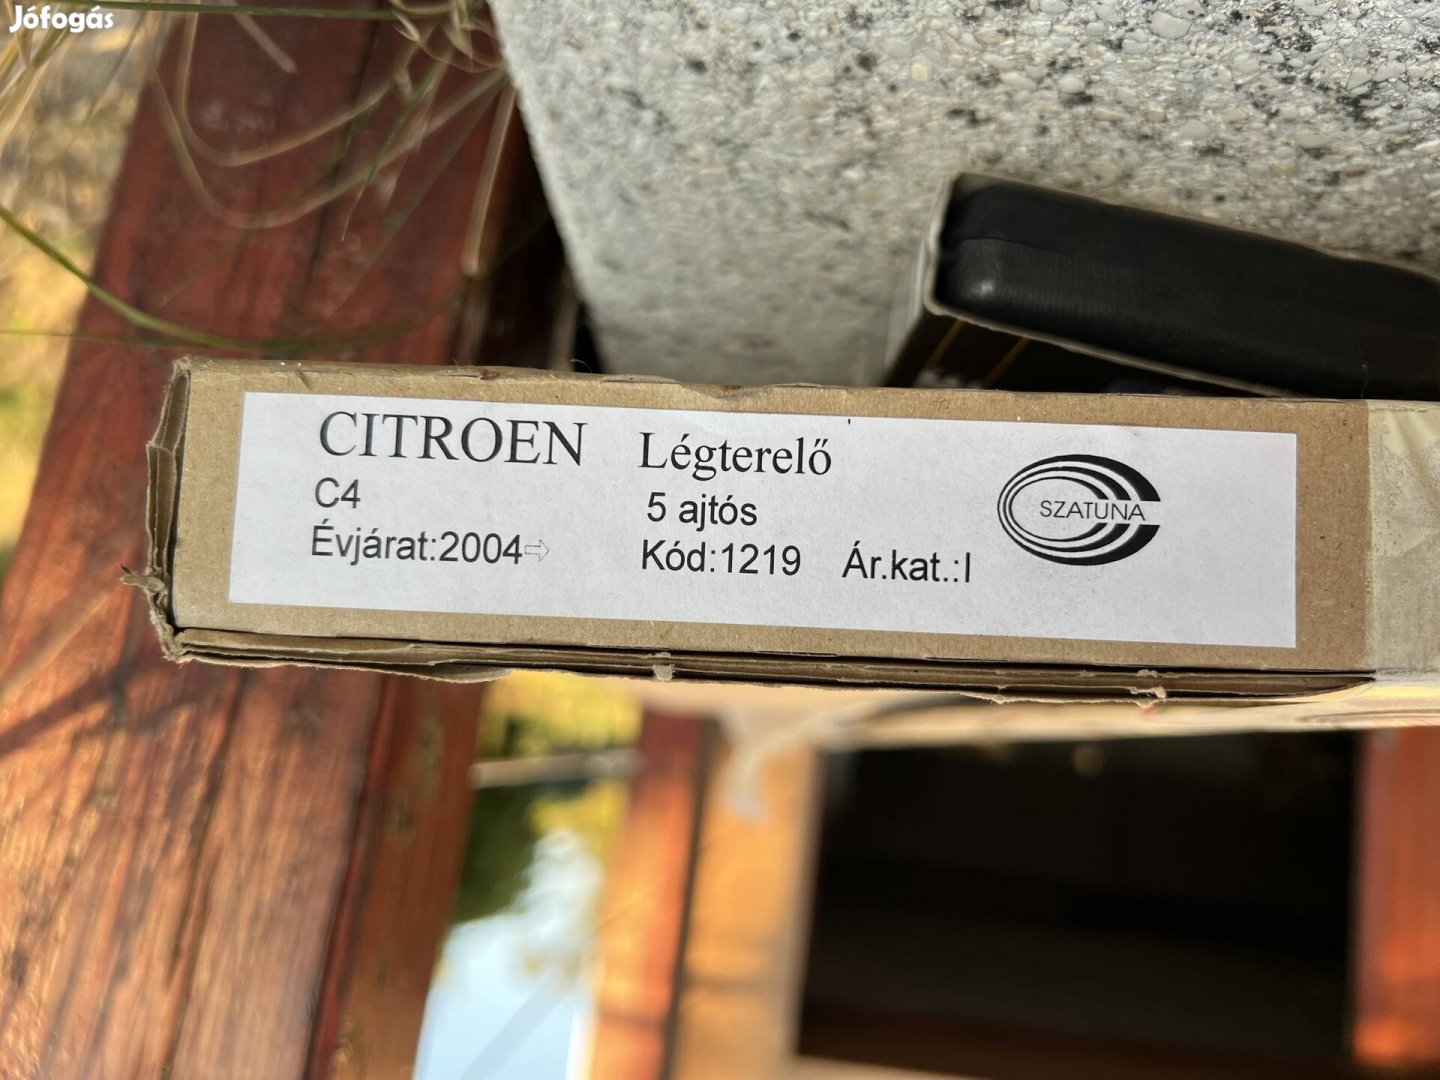 Jófogás
CITROEN Légterelő
C4 5 ajtós
Évjárat:2004⇨ Kód:1219 Ár.kat.:I
SZATUNA